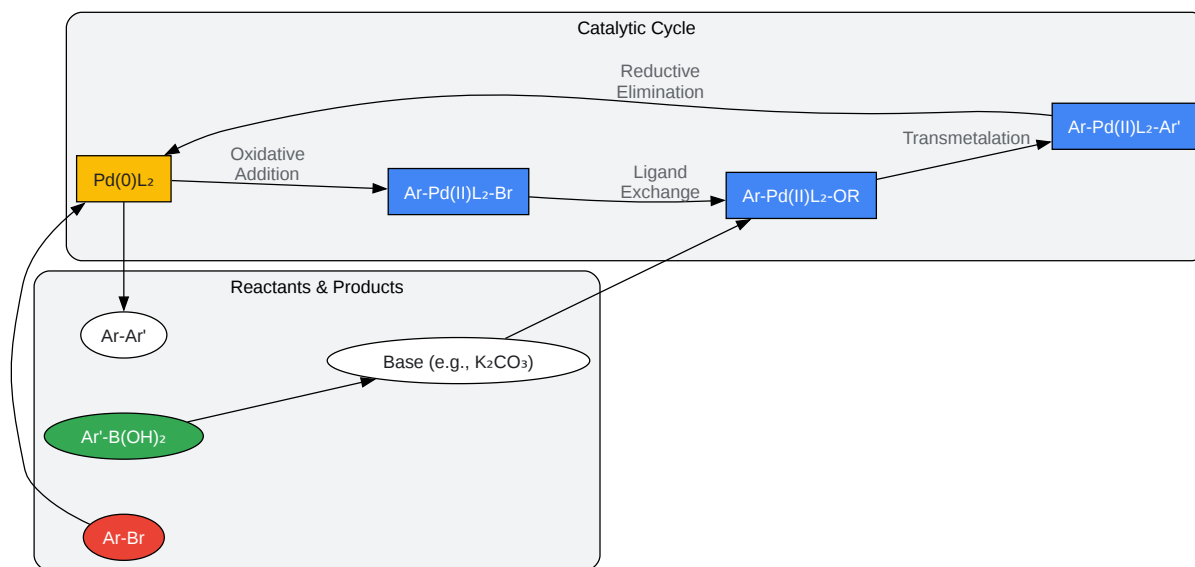 Catalytic Cycle
Reductive
Elimination
Ar-Pd(II)L₂-Ar'
Transmetalation
Oxidative
Addition
Pd(0)L₂
Ar-Pd(II)L₂-Br
Ligand
Exchange
Ar-Pd(II)L₂-OR
Reactants & Products
Ar-Ar'
Base (e.g., K₂CO₃)
Ar'-B(OH)₂
Ar-Br